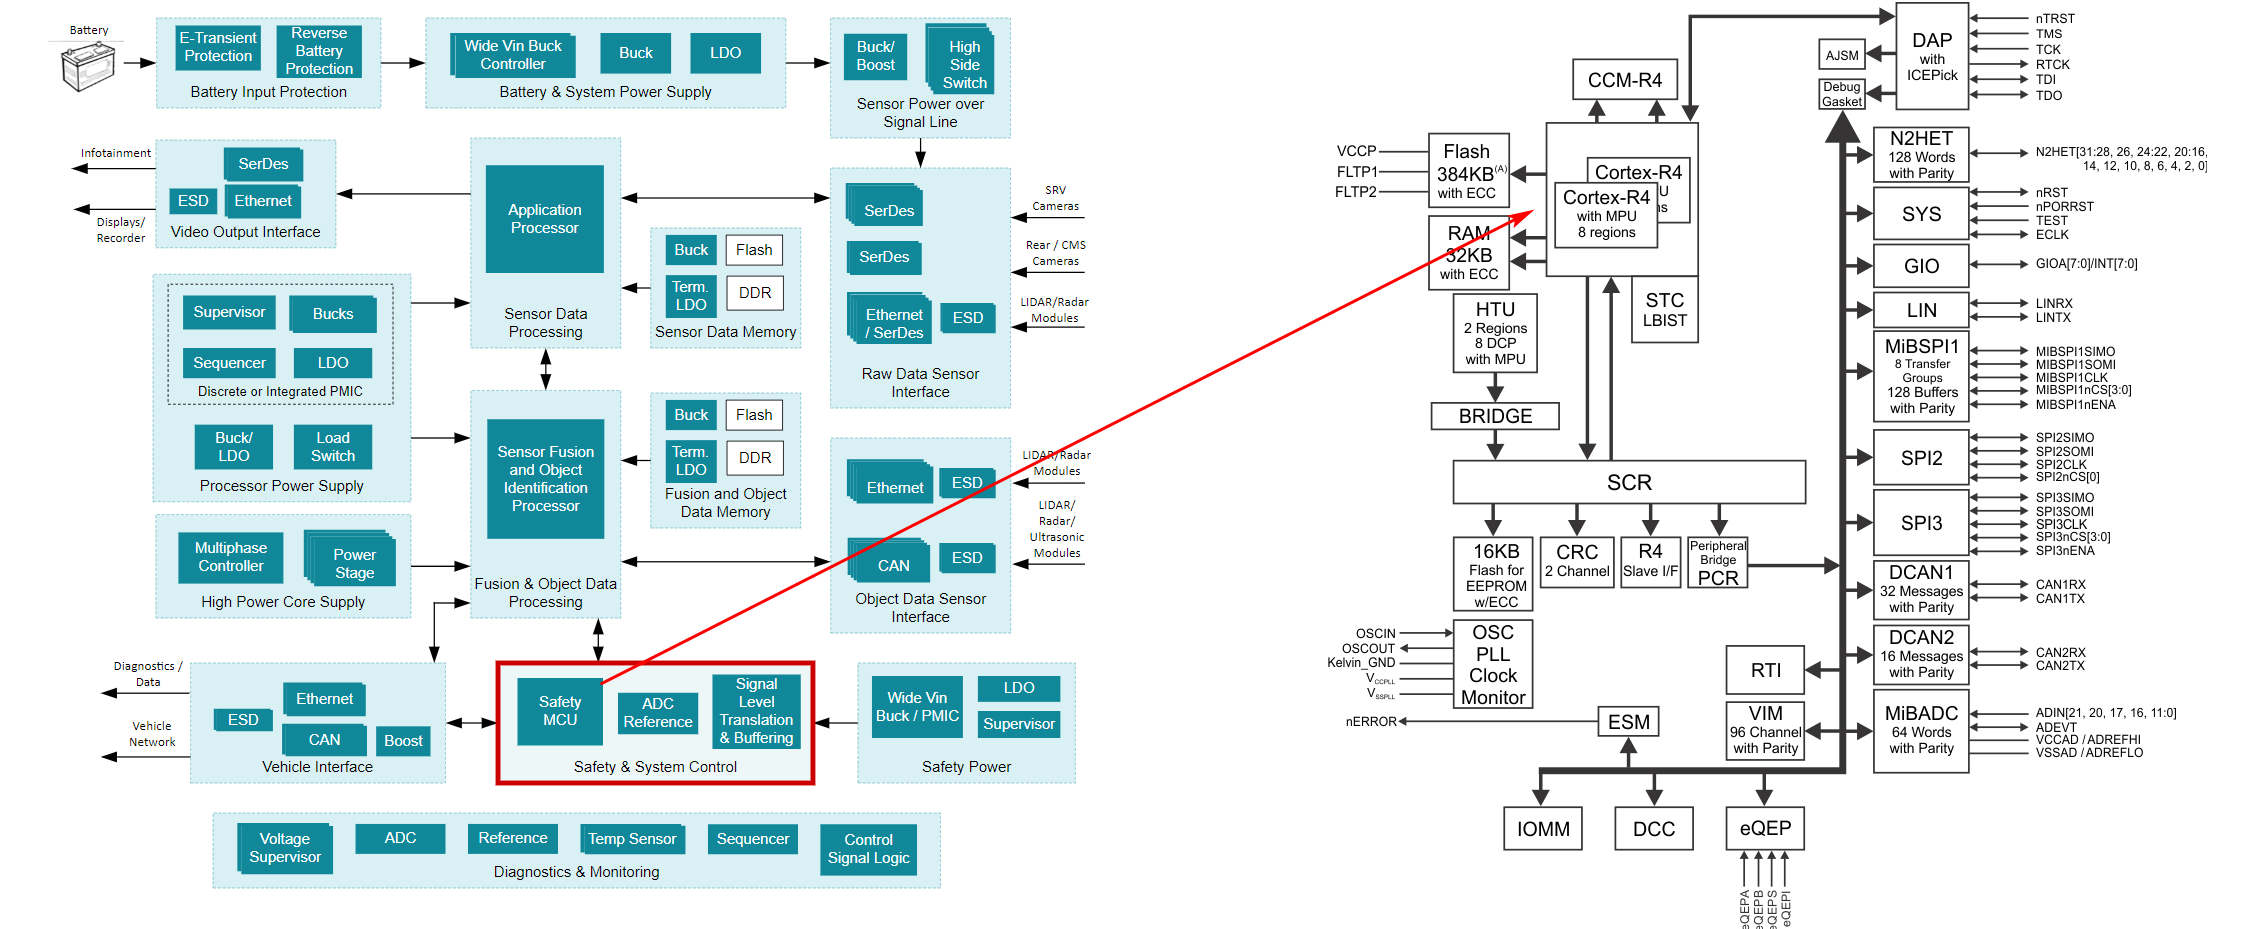 Battery
E-Transient
Protection
Reverse
Battery
Protection
Battery Input Protection
Wide Vin Buck
Controller
Buck
LDO
Battery & System Power Supply
Buck/
Boost
High
Side
Switch
Sensor Power over
Signal Line
Infotainment
Displays/
Recorder
SerDes
ESD
Ethernet
Video Output Interface
Application
Processor
Sensor Data
Processing
Buck
Flash
Term.
LDO
DDR
Sensor Data Memory
SerDes
SerDes
Ethernet
/ SerDes
ESD
Raw Data Sensor
Interface
SRV
Cameras
Rear / CMS
Cameras
LIDAR/Radar
Modules
Supervisor
Bucks
Sequencer
LDO
Discrete or Integrated PMIC
Buck/
LDO
Load
Switch
Processor Power Supply
Sensor Fusion
and Object
Identification
Processor
Fusion & Object Data
Processing
Buck
Flash
Term.
LDO
DDR
Fusion and Object
Data Memory
Ethernet
ESD
CAN
ESD
Object Data Sensor
Interface
LIDAR/Radar
Modules
LIDAR/
Radar/
Ultrasonic
Modules
Multiphase
Controller
Power
Stage
High Power Core Supply
Diagnostics /
Data
Vehicle
Network
Ethernet
ESD
CAN
Boost
Vehicle Interface
Safety
MCU
ADC
Reference
Signal
Level
Translation
& Buffering
Safety & System Control
Wide Vin
Buck / PMIC
LDO
Supervisor
Safety Power
Voltage
Supervisor
ADC
Reference
Temp Sensor
Sequencer
Control
Signal Logic
Diagnostics & Monitoring
CCM-R4
DAP
with
ICEPick
AJSM
Debug
Gasket
nTRST
TMS
TCK
RTCK
TDI
TDO
VCCP
FLTP1
FLTP2
Flash
384KB(A)
with ECC
RAM
32KB
with ECC
Cortex-R4
Cortex-R4
with MPU
8 regions
STC
LBIST
HTU
2 Regions
8 DCP
with MPU
BRIDGE
SCR
16KB
Flash for
EEPROM
w/ECC
CRC
2 Channel
R4
Slave I/F
Peripheral
Bridge
PCR
OSCIN
OSCOUT
Kelvin_GND
VCCPLL
VSSPLL
OSC
PLL
Clock
Monitor
nERROR
ESM
RTI
VIM
96 Channel
with Parity
IOMM
DCC
eQEP
eQEPA
eQEPB
eQEPS
eQEPI
N2HET
128 Words
with Parity
N2HET[31:28, 26, 24:22, 20:16,
14, 12, 10, 8, 6, 4, 2, 0]
SYS
nRST
nPORRST
TEST
ECLK
GIO
GIOA[7:0]/INT[7:0]
LIN
LINRX
LINTX
MiBSPI1
8 Transfer
Groups
128 Buffers
with Parity
MIBSPI1SIMO
MIBSPI1SOMI
MIBSPI1CLK
MIBSPI1nCS[3:0]
MIBSPI1nENA
SPI2
SPI2SIMO
SPI2SOMI
SPI2CLK
SPI2nCS[0]
SPI3
SPI3SIMO
SPI3SOMI
SPI3CLK
SPI3nCS[3:0]
SPI3nENA
DCAN1
32 Messages
with Parity
CAN1RX
CAN1TX
DCAN2
16 Messages
with Parity
CAN2RX
CAN2TX
MiBADC
64 Words
with Parity
ADIN[21, 20, 17, 16, 11:0]
ADEVT
VCCAD / ADREFHI
VSSAD / ADREFLO